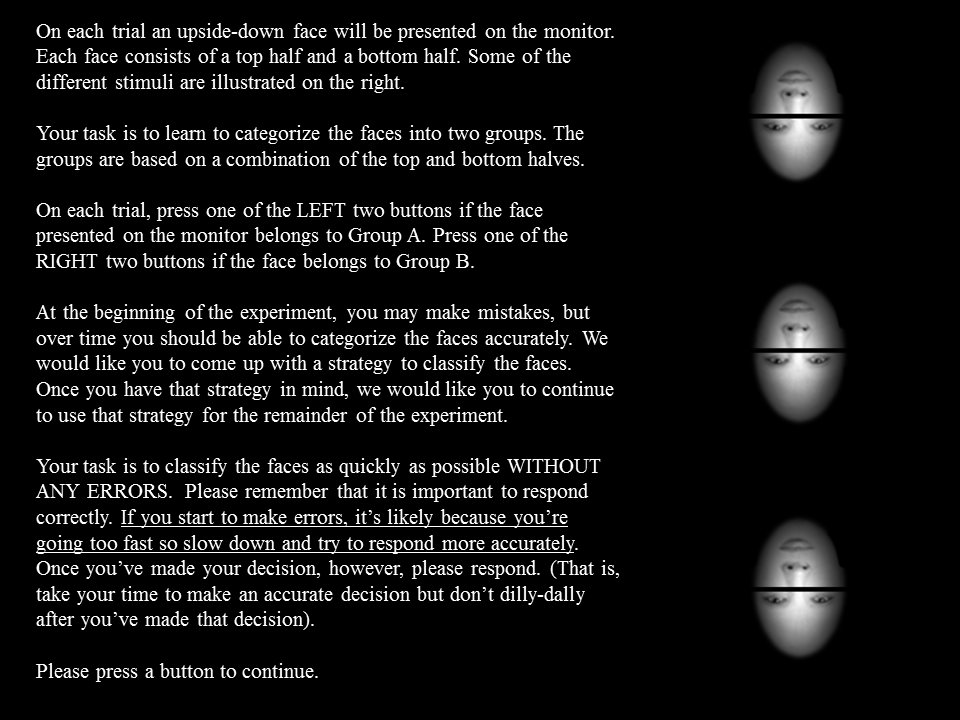 On each trial an upside-down face will be presented on the monitor.
Each face consists of a top half and a bottom half. Some of the
different stimuli are illustrated on the right.
Your task is to learn to categorize the faces into two groups. The
groups are based on a combination of the top and bottom halves.
On each trial, press one of the LEFT two buttons if the face
presented on the monitor belongs to Group A. Press one of the
RIGHT two buttons if the face belongs to Group B.
At the beginning of the experiment, you may make mistakes, but
over time you should be able to categorize the faces accurately. We
would like you to come up with a strategy to classify the faces.
Once you have that strategy in mind, we would like you to continue
to use that strategy for the remainder of the experiment.
Your task is to classify the faces as quickly as possible WITHOUT
ANY ERRORS. Please remember that it is important to respond
correctly. If you start to make errors, it’s likely because you’re
going too fast so slow down and try to respond more accurately.
Once you’ve made your decision, however, please respond. (That is,
take your time to make an accurate decision but don’t dilly-dally
after you’ve made that decision).
Please press a button to continue.